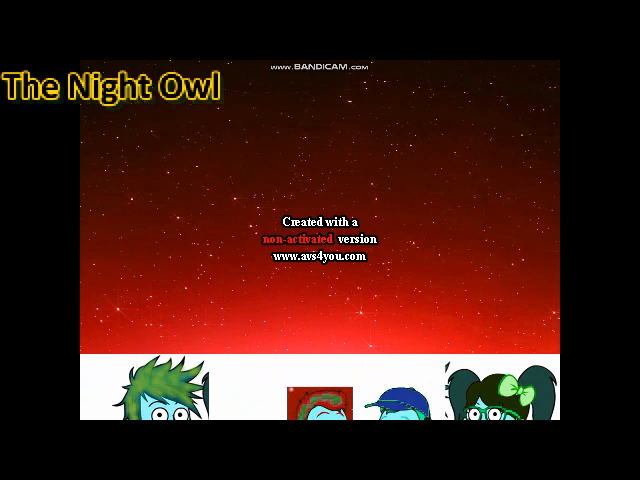 www.BANDICAM.com
The Night Owl
Created with a
non-activated version
www.avs4you.com